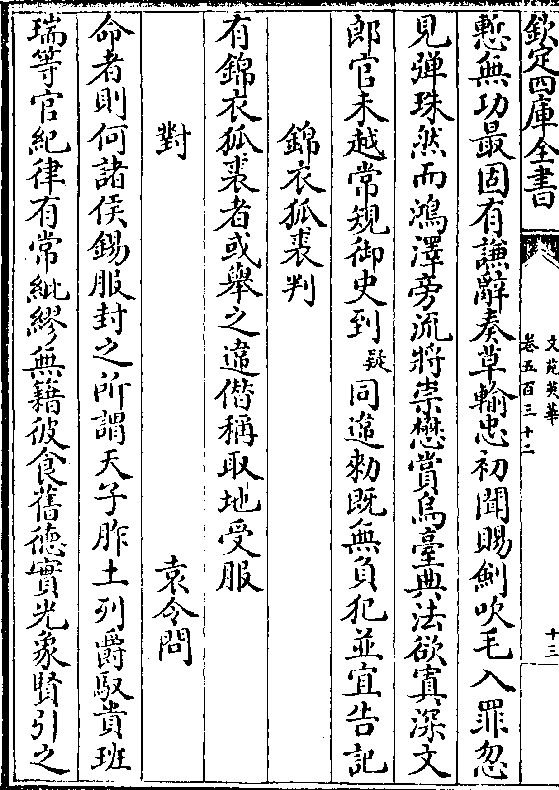 欽定四庫全書
文苑英華
卷五百三十二
十三
慙無功最固有謙辭奏草輸忠初聞賜劍吹毛入罪忽
見弾珠然而鴻澤旁流將崇懋賞烏臺典法欲寘深文
郎官未越常規御史到疑同違勑既無負犯並宜告記
錦衣狐裘判
有錦衣狐裘者或舉之違僣稱取地受服
對
袁令問
命者則何諸侯錫服封之所謂天子胙土列爵馭貴班
瑞等官紀律有常紕繆無籍彼食舊德實光象賢引之